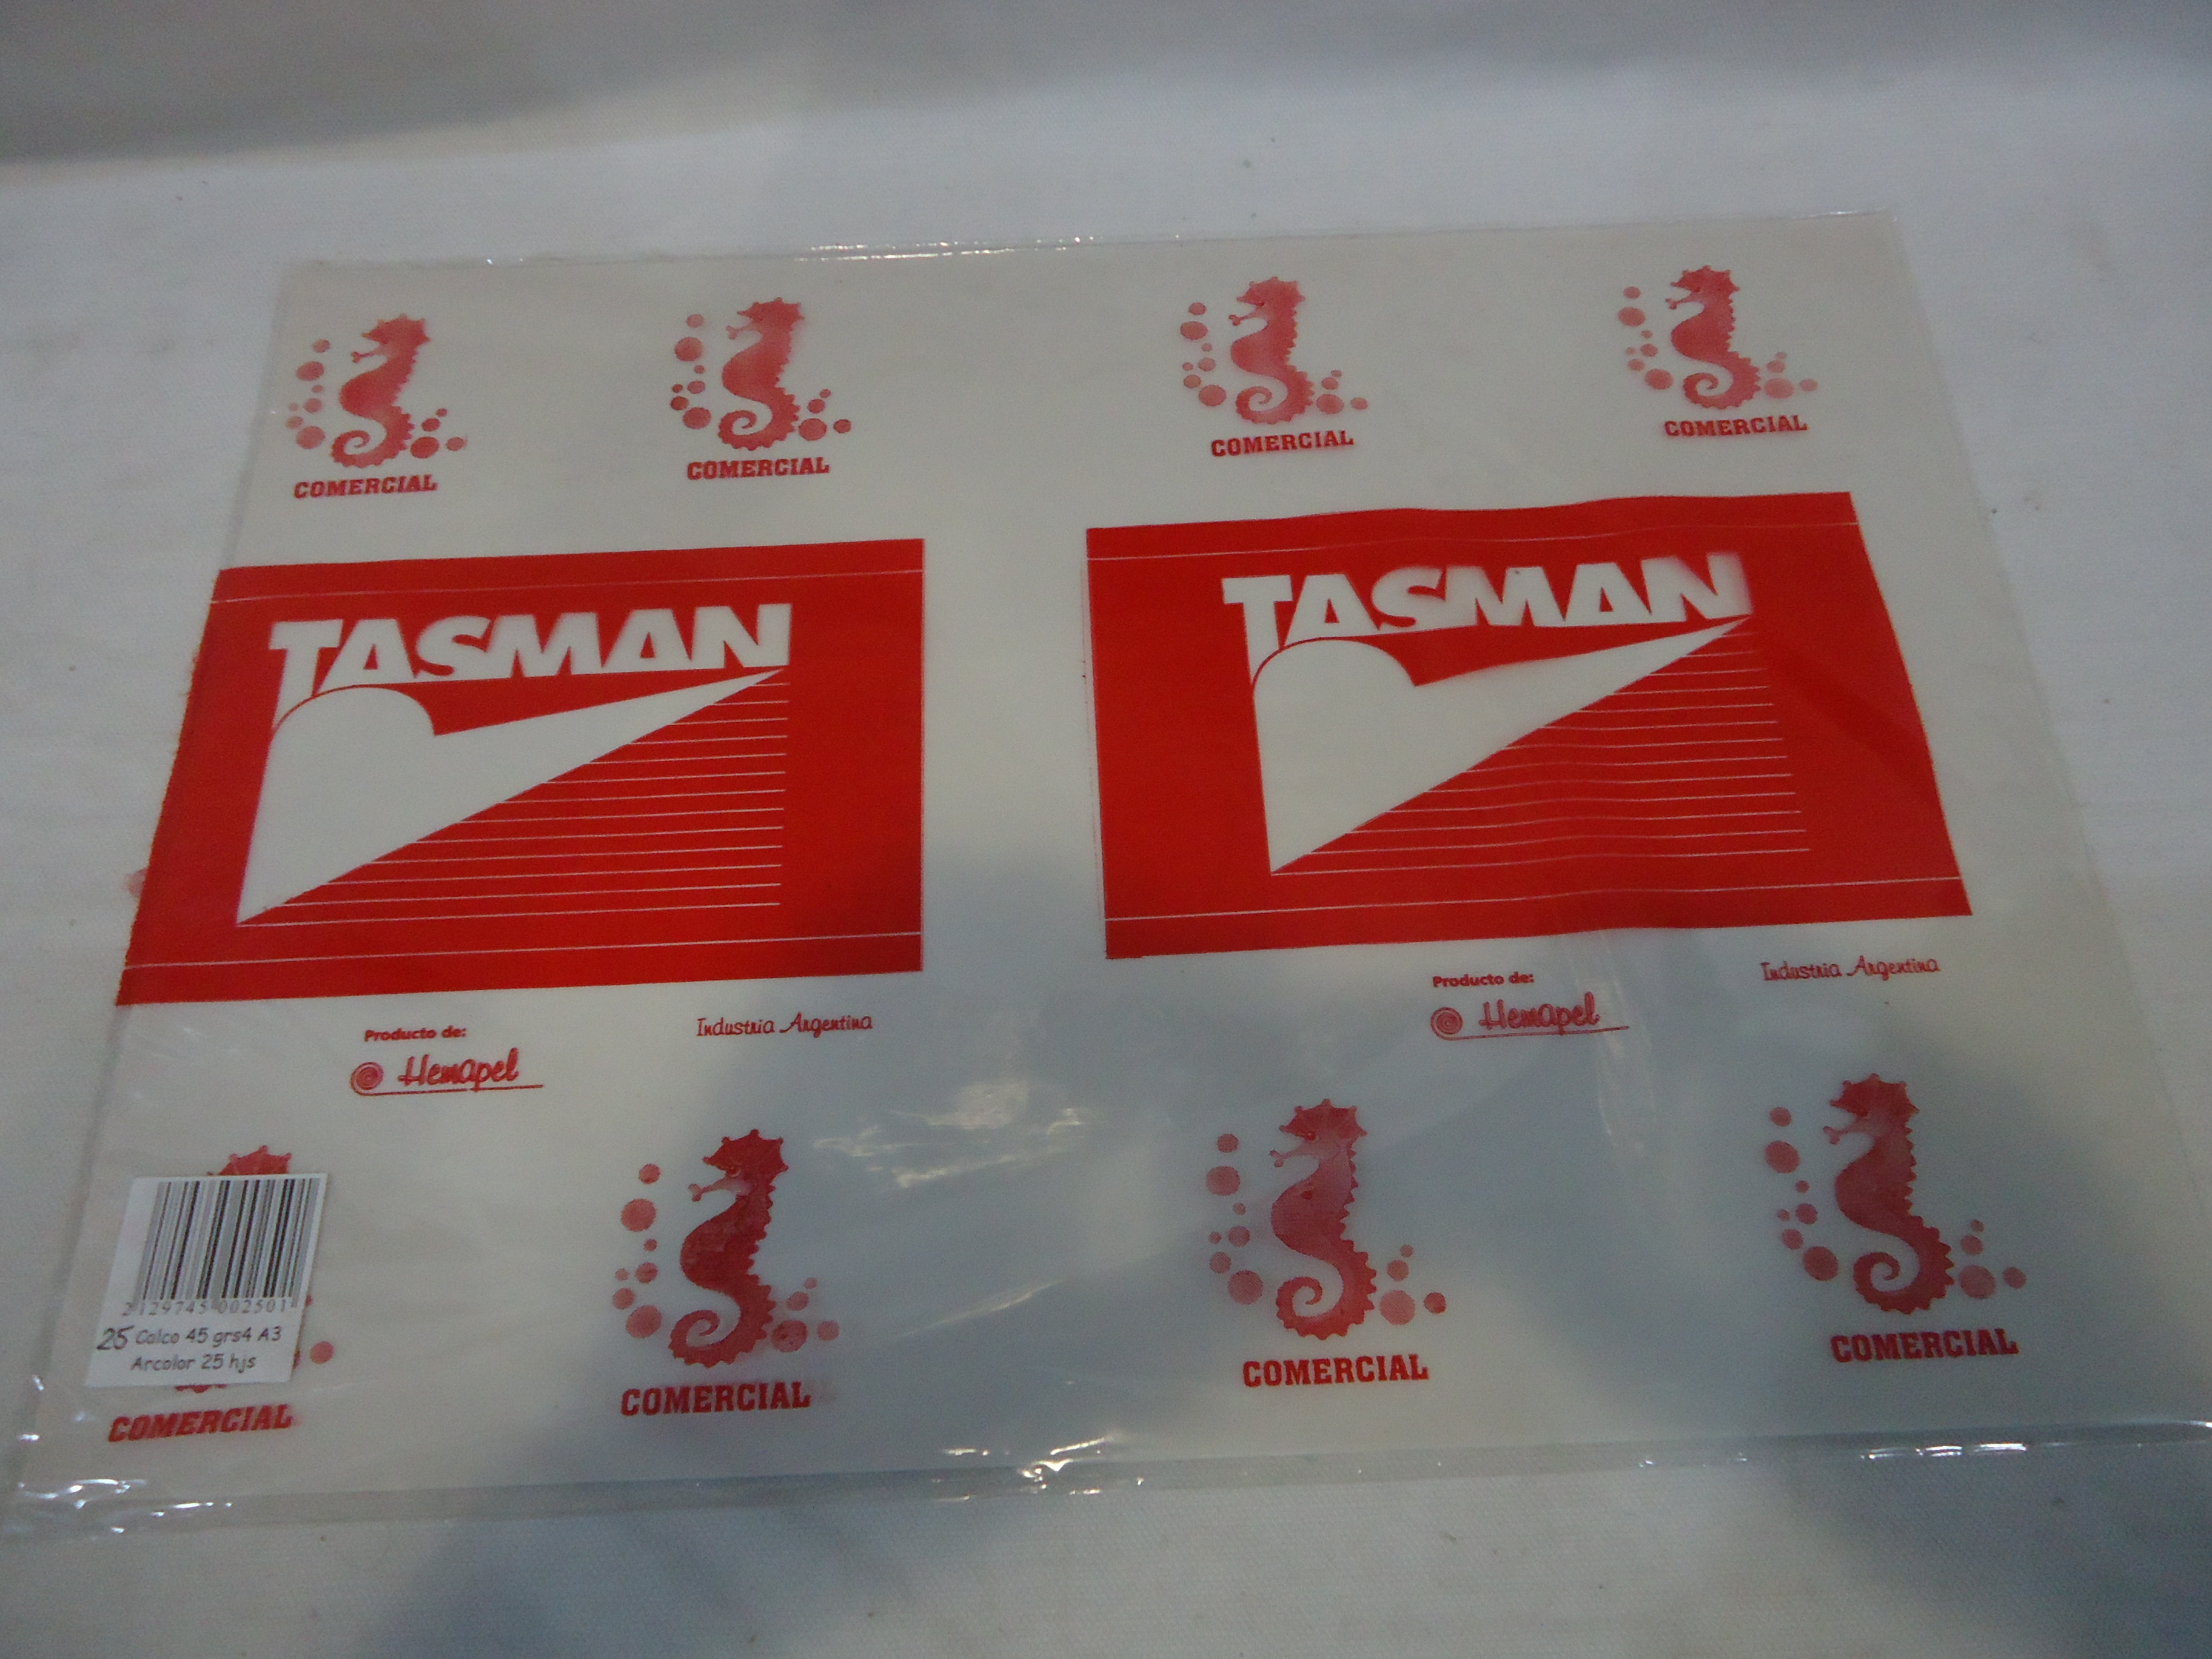 COMERCIAL
COMERCIAL
COMERCIAL
COMERCIAL
TASMAN
TASMAN
Producto de:
Hemapel
Industria Argentina
Producto de:
Hemapel
Industria Argentina
2129745002501
25 Calco 45 grs4 A3
Arcolor 25 hjs
COMERCIAL
COMERCIAL
COMERCIAL
COMERCIAL